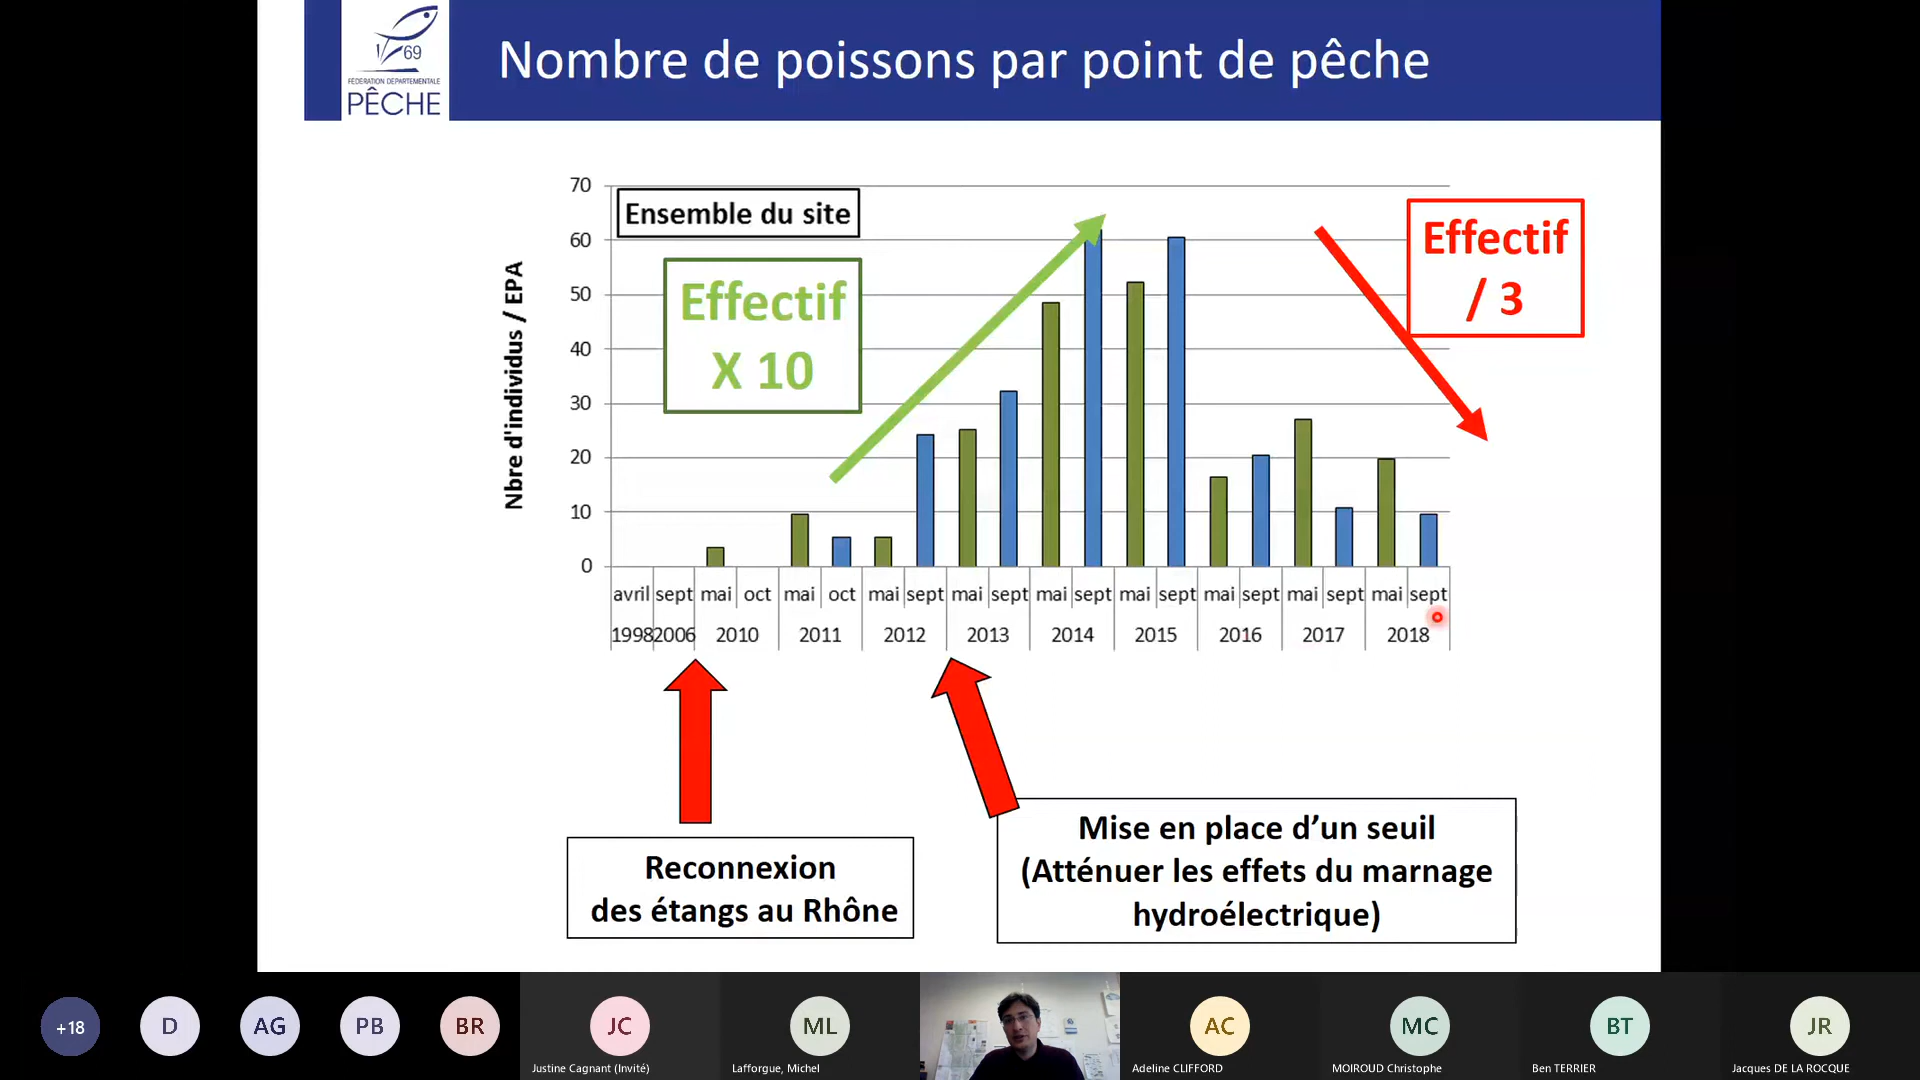 69
FÉDÉRATION DÉPARTEMENTALE
PÊCHE
Nombre de poissons par point de pêche
Ensemble du site
Effectif
X 10
Effectif
/ 3
Nbre d'individus / EPA
70
60
50
40
30
20
10
0
avril sept mai oct mai oct mai sept mai sept mai sept mai sept mai sept mai sept mai sept
1998 2006 2010 2011 2012 2013 2014 2015 2016 2017 2018
Reconnexion
des étangs au Rhône
Mise en place d’un seuil
(Atténuer les effets du marnage
hydroélectrique)
+18 D AG PB BR JC ML AC MC BT JR
Justine Cagnant (Invité) Lafforgue, Michel Adeline CLIFFORD MOIROUD Christophe Ben TERRIER Jacques DE LA ROCQUE